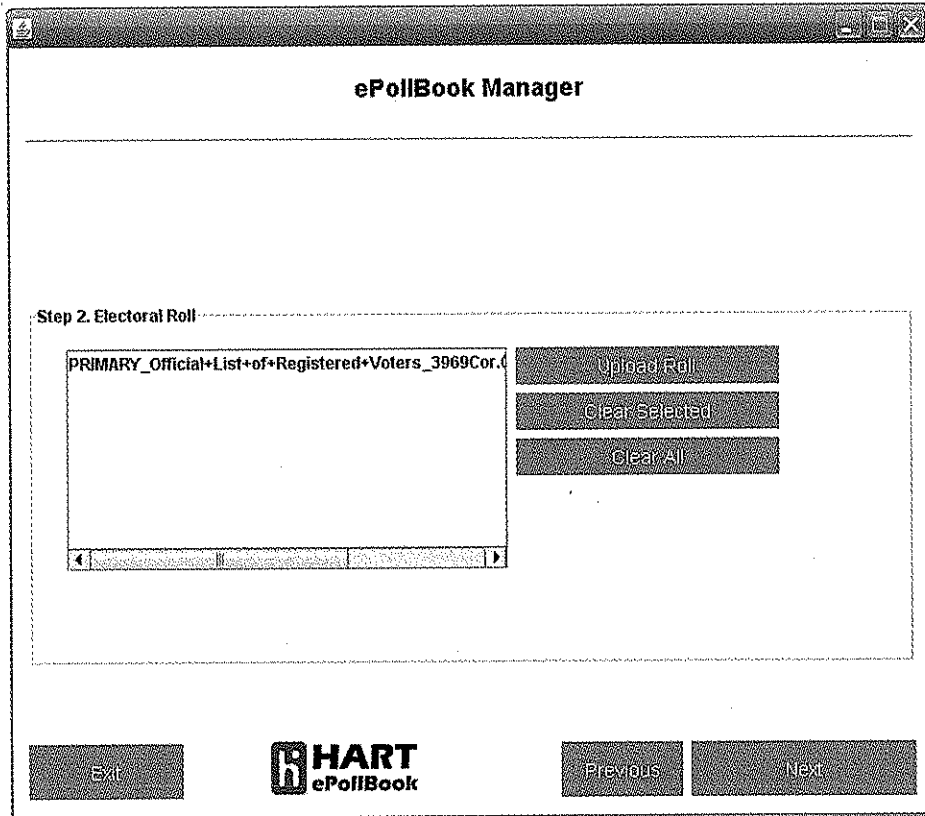 ePollBook Manager
Step 2. Electoral Roll
PRIMARY_Official+List+of+Registered+Voters_3969Cor.(
Upload Roll
Clear Selected
Clear All
Exit
HART
ePollBook
Previous
Next